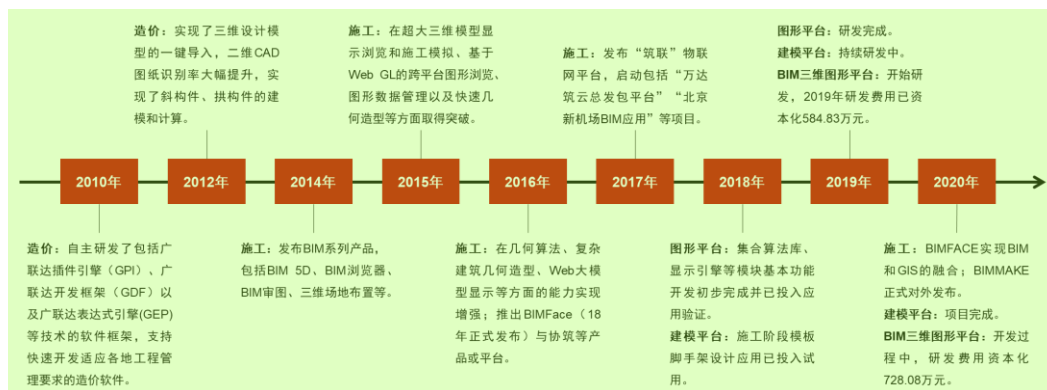 造价：实现了三维设计模
型的一键导入，二维CAD
图纸识别率大幅提升，实
现了斜构件、拱构件的建
模和计算。
施工：在超大三维模型显
示浏览和施工模拟、基于
Web GL的跨平台图形浏览、
图形数据管理以及快速几
何造型等方面取得突破。
施工：发布“筑联”物联
网平台，启动包括“万达
筑云总发包平台”“北京
新机场BIM应用”等项目。
图形平台：研发完成。
建模平台：持续研发中。
BIM三维图形平台：开始研
发，2019年研发费用已资
本化584.83万元。
2010年
2012年
2014年
2015年
2016年
2017年
2018年
2019年
2020年
造价：自主研发了包括广
联达插件引擎（GPI）、广
联达开发框架（GDF）以
及广联达表达式引擎(GEP)
等技术的软件框架，支持
快速开发适应各地工程管
理要求的造价软件。
施工：发布BIM系列产品，
包括BIM 5D、BIM浏览器、
BIM审图、三维场地布置等。
施工：在几何算法、复杂
建筑几何造型、Web大模
型显示等方面的能力实现
增强；推出BIMFace（18
年正式发布）与协筑等产
品或平台。
图形平台：集合算法库、
显示引擎等模块基本功能
开发初步完成并已投入应
用验证。
建模平台：施工阶段模板
脚手架设计应用已投入试
用。
施工：BIMFACE实现BIM
和GIS的融合；BIMMAKE
正式对外发布。
建模平台：项目完成。
BIM三维图形平台：开发过
程中，研发费用资本化
728.08万元。